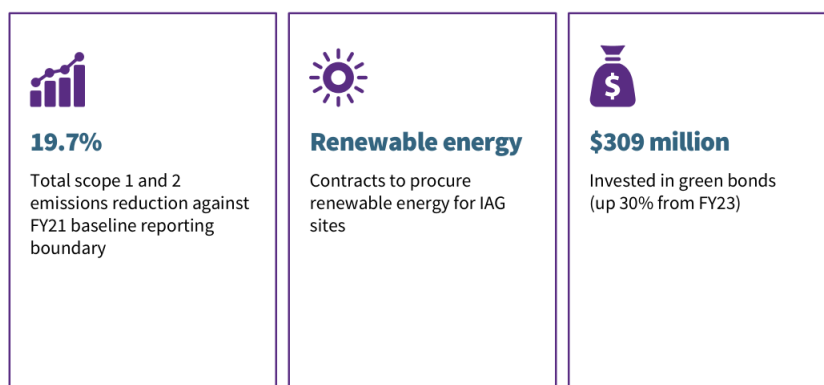 19.7%
Total scope 1 and 2
emissions reduction against
FY21 baseline reporting
boundary
Renewable energy
Contracts to procure
renewable energy for IAG
sites
$
$309 million
Invested in green bonds
(up 30% from FY23)